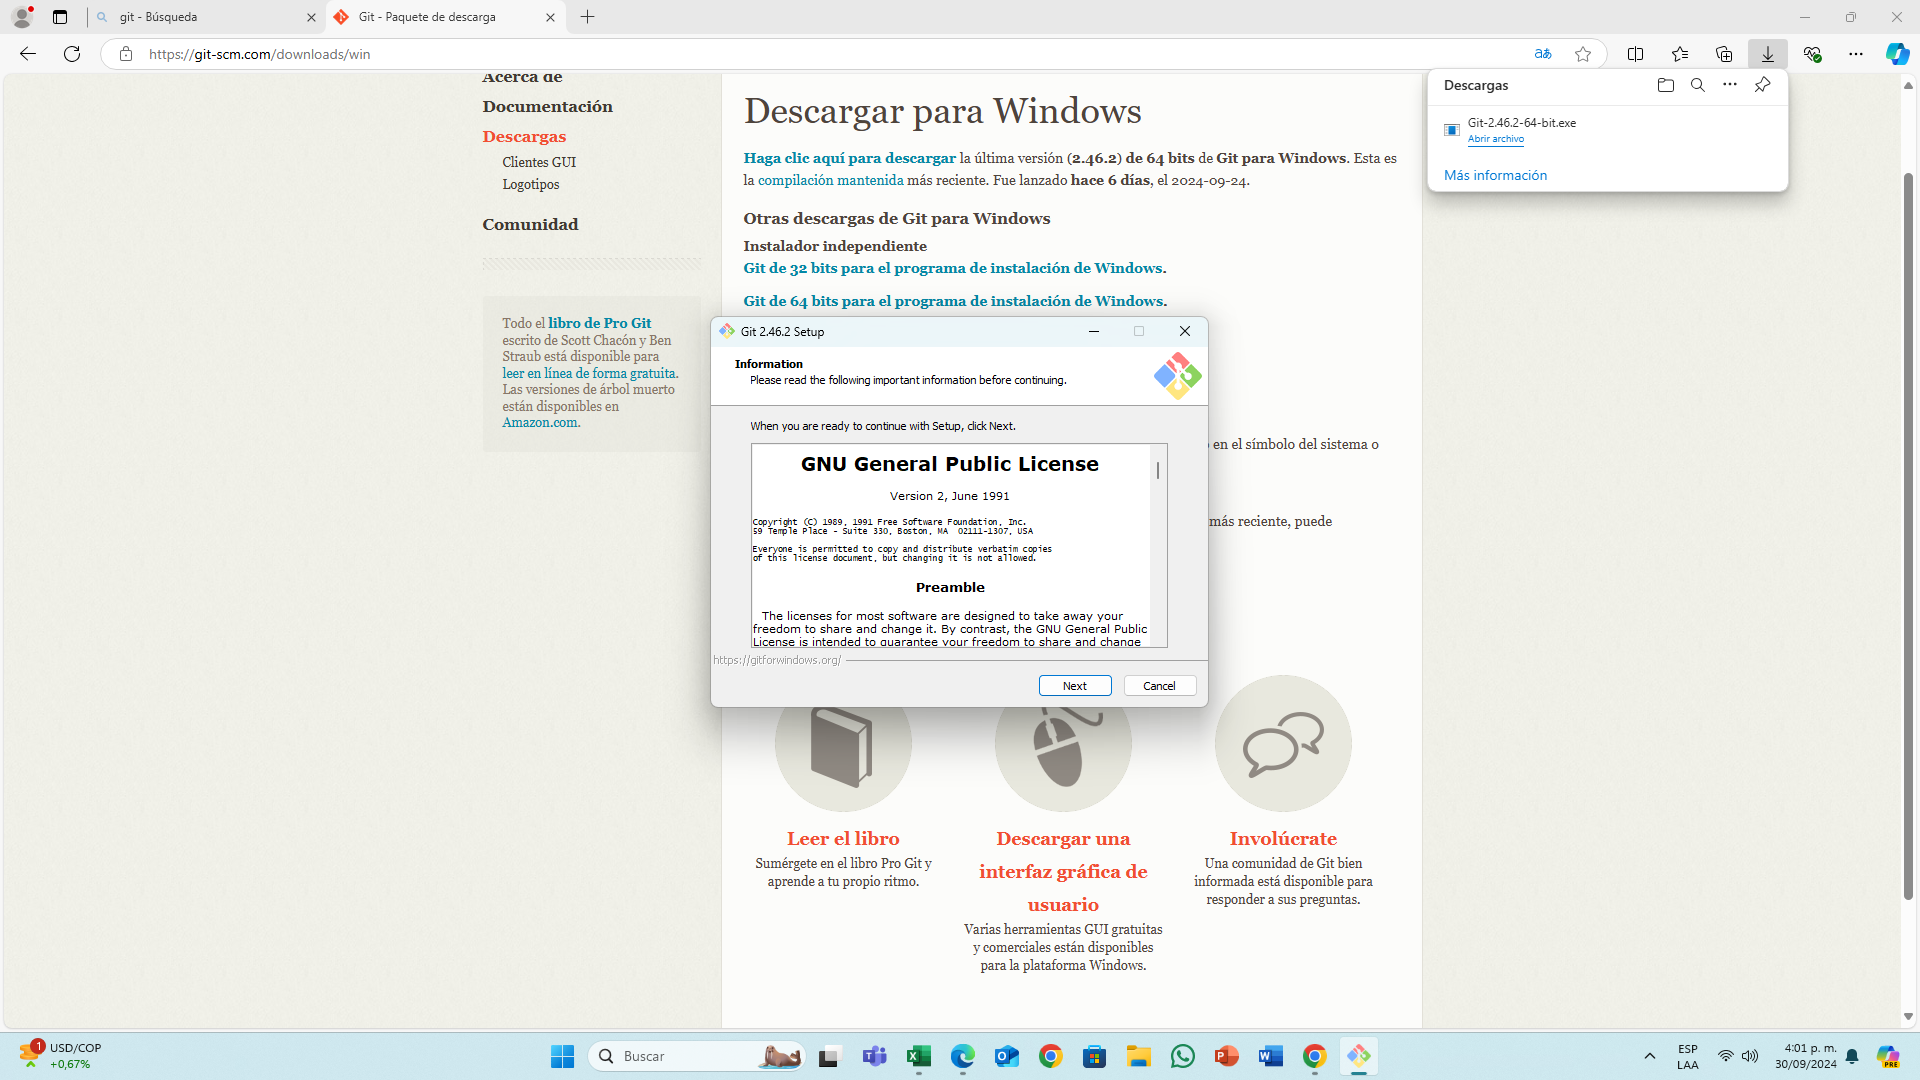 git - Búsqueda
Git - Paquete de descarga
https://git-scm.com/downloads/win
aあ
Acerca de
Documentación
Descargas
Clientes GUI
Logotipos
Comunidad
Todo el libro de Pro Git
escrito de Scott Chacón y Ben
Straub está disponible para
leer en línea de forma gratuita.
Las versiones de árbol muerto
están disponibles en
Amazon.com.
Descargar para Windows
Haga clic aquí para descargar la última versión (2.46.2) de 64 bits de Git para Windows. Esta es
la compilación mantenida más reciente. Fue lanzado hace 6 días, el 2024-09-24.
Otras descargas de Git para Windows
Instalador independiente
Git de 32 bits para el programa de instalación de Windows.
Git de 64 bits para el programa de instalación de Windows.
en el símbolo del sistema o
más reciente, puede
Descargas
Git-2.46.2-64-bit.exe
Abrir archivo
Más información
Git 2.46.2 Setup
Information
Please read the following important information before continuing.
When you are ready to continue with Setup, click Next.
GNU General Public License
Version 2, June 1991
Copyright (C) 1989, 1991 Free Software Foundation, Inc.
59 Temple Place - Suite 330, Boston, MA  02111-1307, USA
Everyone is permitted to copy and distribute verbatim copies
of this license document, but changing it is not allowed.
Preamble
The licenses for most software are designed to take away your
freedom to share and change it. By contrast, the GNU General Public
License is intended to guarantee your freedom to share and change
https://gitforwindows.org/
Next
Cancel
Leer el libro
Sumérgete en el libro Pro Git y
aprende a tu propio ritmo.
Descargar una
interfaz gráfica de
usuario
Varias herramientas GUI gratuitas
y comerciales están disponibles
para la plataforma Windows.
Involúcrate
Una comunidad de Git bien
informada está disponible para
responder a sus preguntas.
1
USD/COP
+0,67%
Buscar
ESP
LAA
4:01 p. m.
30/09/2024
PRE